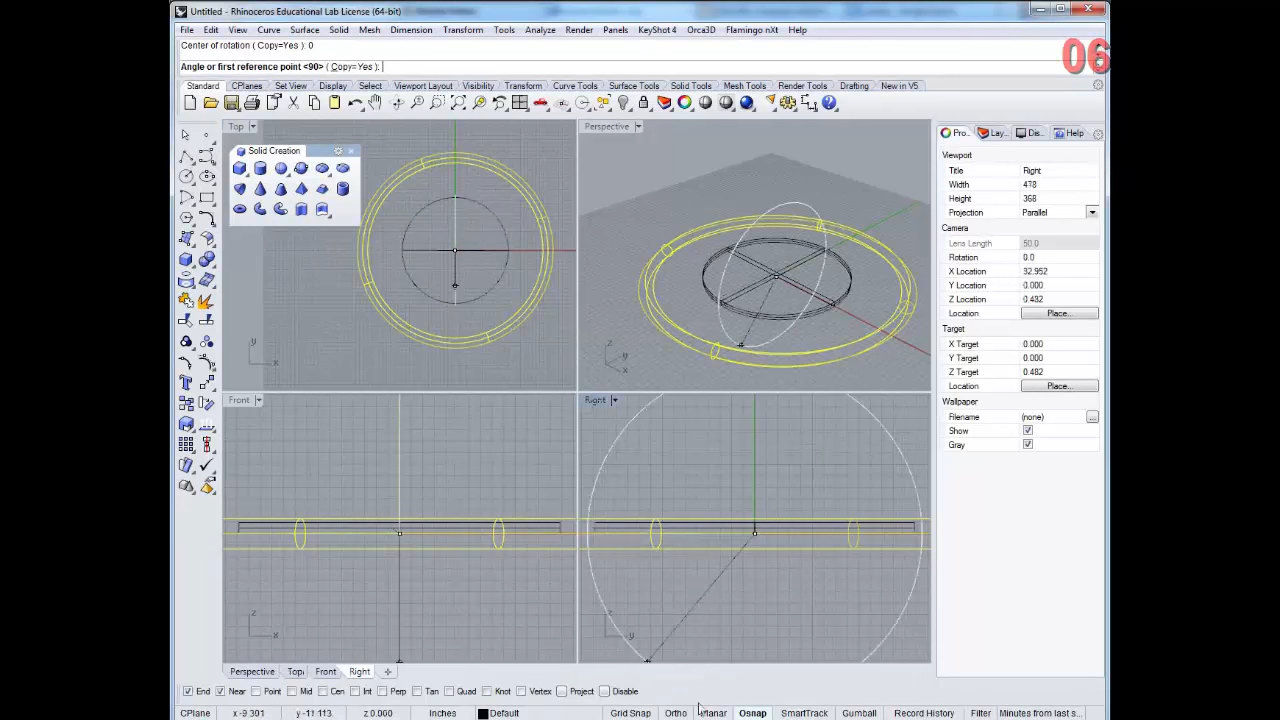 Untitled - Rhinoceros Educational Lab License (64-bit)
File Edit View Curve Surface Solid Mesh Dimension Transform Tools Analyze Render Panels KeyShot 4 Orca3D Flamingo nXt Help
Center of rotation ( Copy=Yes ): 0
06
Angle or first reference point <90> ( Copy=Yes ):
Standard CPlanes Set View Display Select Viewport Layout Visibility Transform Curve Tools Surface Tools Solid Tools Mesh Tools Render Tools Drafting New in V5
Top Perspective Pro.. Lay.. Dis.. Help
Solid Creation
Viewport
Title Right
Width 478
Height 368
Projection Parallel
Camera
Lens Length 50.0
Rotation 0.0
X Location 32.952
Y Location 0.000
Z Location 0.482
Location Place...
Target
X Target 0.000
Y Target 0.000
Z Target 0.482
Location Place...
Wallpaper
Filename (none) ...
Show
Gray
y x
z y x
Front Right
z x
z y
Perspective Top Front Right
End Near Point Mid Cen Int Perp Tan Quad Knot Vertex Project Disable
CPlane x -9.301 y -11.113 z 0.000 Inches Default Grid Snap Ortho Planar Osnap SmartTrack Gumball Record History Filter Minutes from last s...